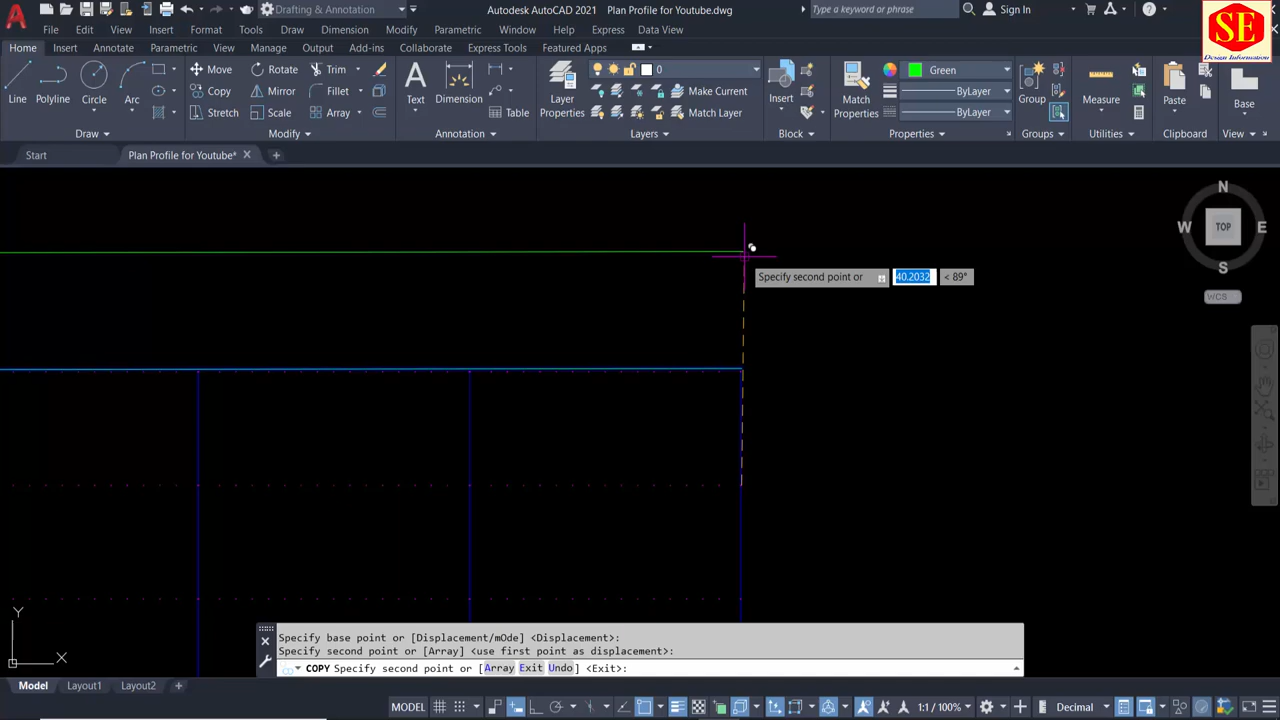 Drafting & Annotation
Autodesk AutoCAD 2021 Plan Profile for Youtube.dwg
Type a keyword or phrase
Sign In
SE
Design Information
File Edit View Insert Format Tools Draw Dimension Modify Parametric Window Help Express Data View
Home Insert Annotate Parametric View Manage Output Add-ins Collaborate Express Tools Featured Apps
Line Polyline Circle Arc
Move Rotate Trim
Copy Mirror Fillet
Stretch Scale Array
Text Dimension Table
Layer Properties
0
Make Current
Match Layer
Insert
Match Properties
Green
ByLayer
ByLayer
Group
Measure
Paste
Base
Draw Modify Annotation Layers Block Properties Groups Utilities Clipboard View
Start Plan Profile for Youtube*
N
W TOP E
S
WCS
Specify second point or 40.2032 < 89°
Y
X
Specify base point or [Displacement/mOde] <Displacement>:
Specify second point or [Array] <use first point as displacement>:
COPY Specify second point or [Array Exit Undo] <Exit>:
Model Layout1 Layout2
MODEL 1:1 / 100% Decimal